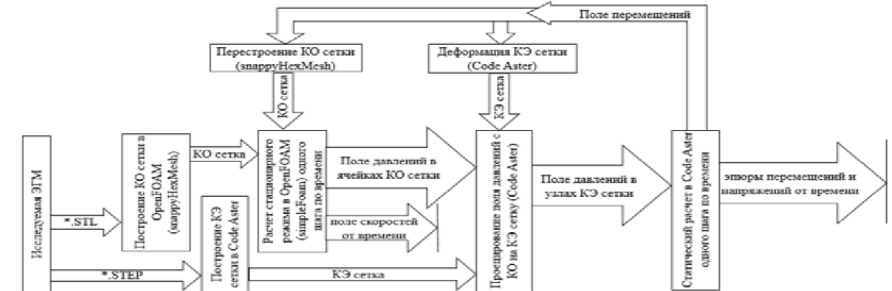 Поле перемещений
Перестроение КО сетки
(snappyHexMesh)
Деформация КЭ сетки
(Code Aster)
КО сетка
КЭ сетка
Исследуемая ЭГМ
*.STL
*.STEP
Построение КО сетки в
OpenFOAM
(snappyHexMesh)
КО сетка
Построение КЭ
сетки в Code Aster
Расчет стационарного
режима в OpenFOAM
(simpleFoam) одного
шага по времени
Поле давлений в
ячейках КО сетки
поле скоростей
от времени
КЭ сетка
Проецирование поля давлений с
КО на КЭ сетку (Code Aster)
Поле давлений в
узлах КЭ сетки
Статический расчет в Code Aster
одного шага по времени
эпюры перемещений и
напряжений от времени